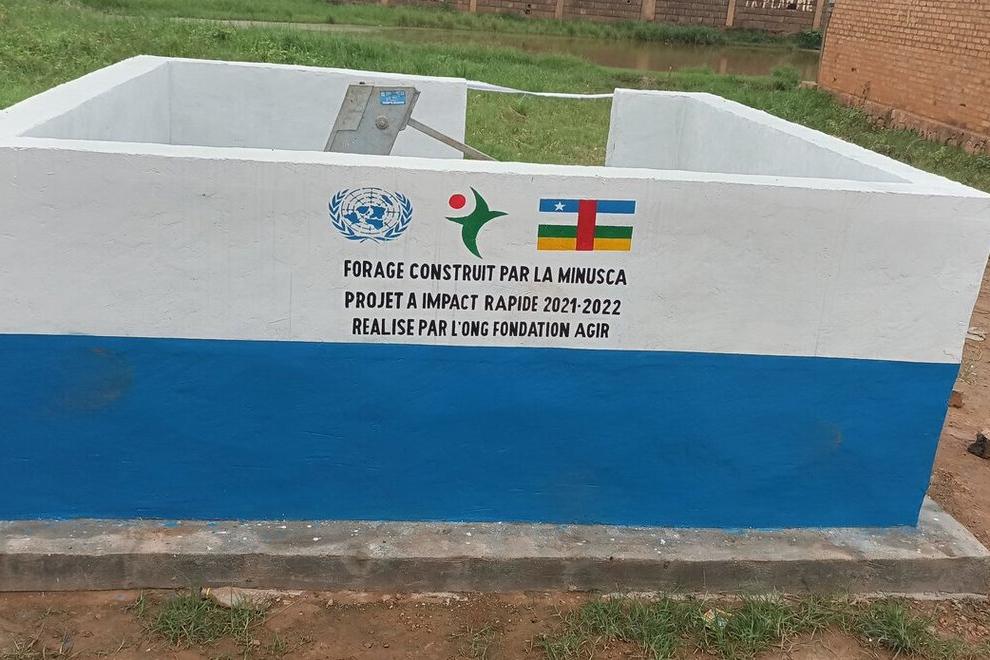 FORAGE CONSTRUIT PAR LA MINUSCA
PROJET A IMPACT RAPIDE 2021-2022
REALISE PAR L'ONG FONDATION AGIR